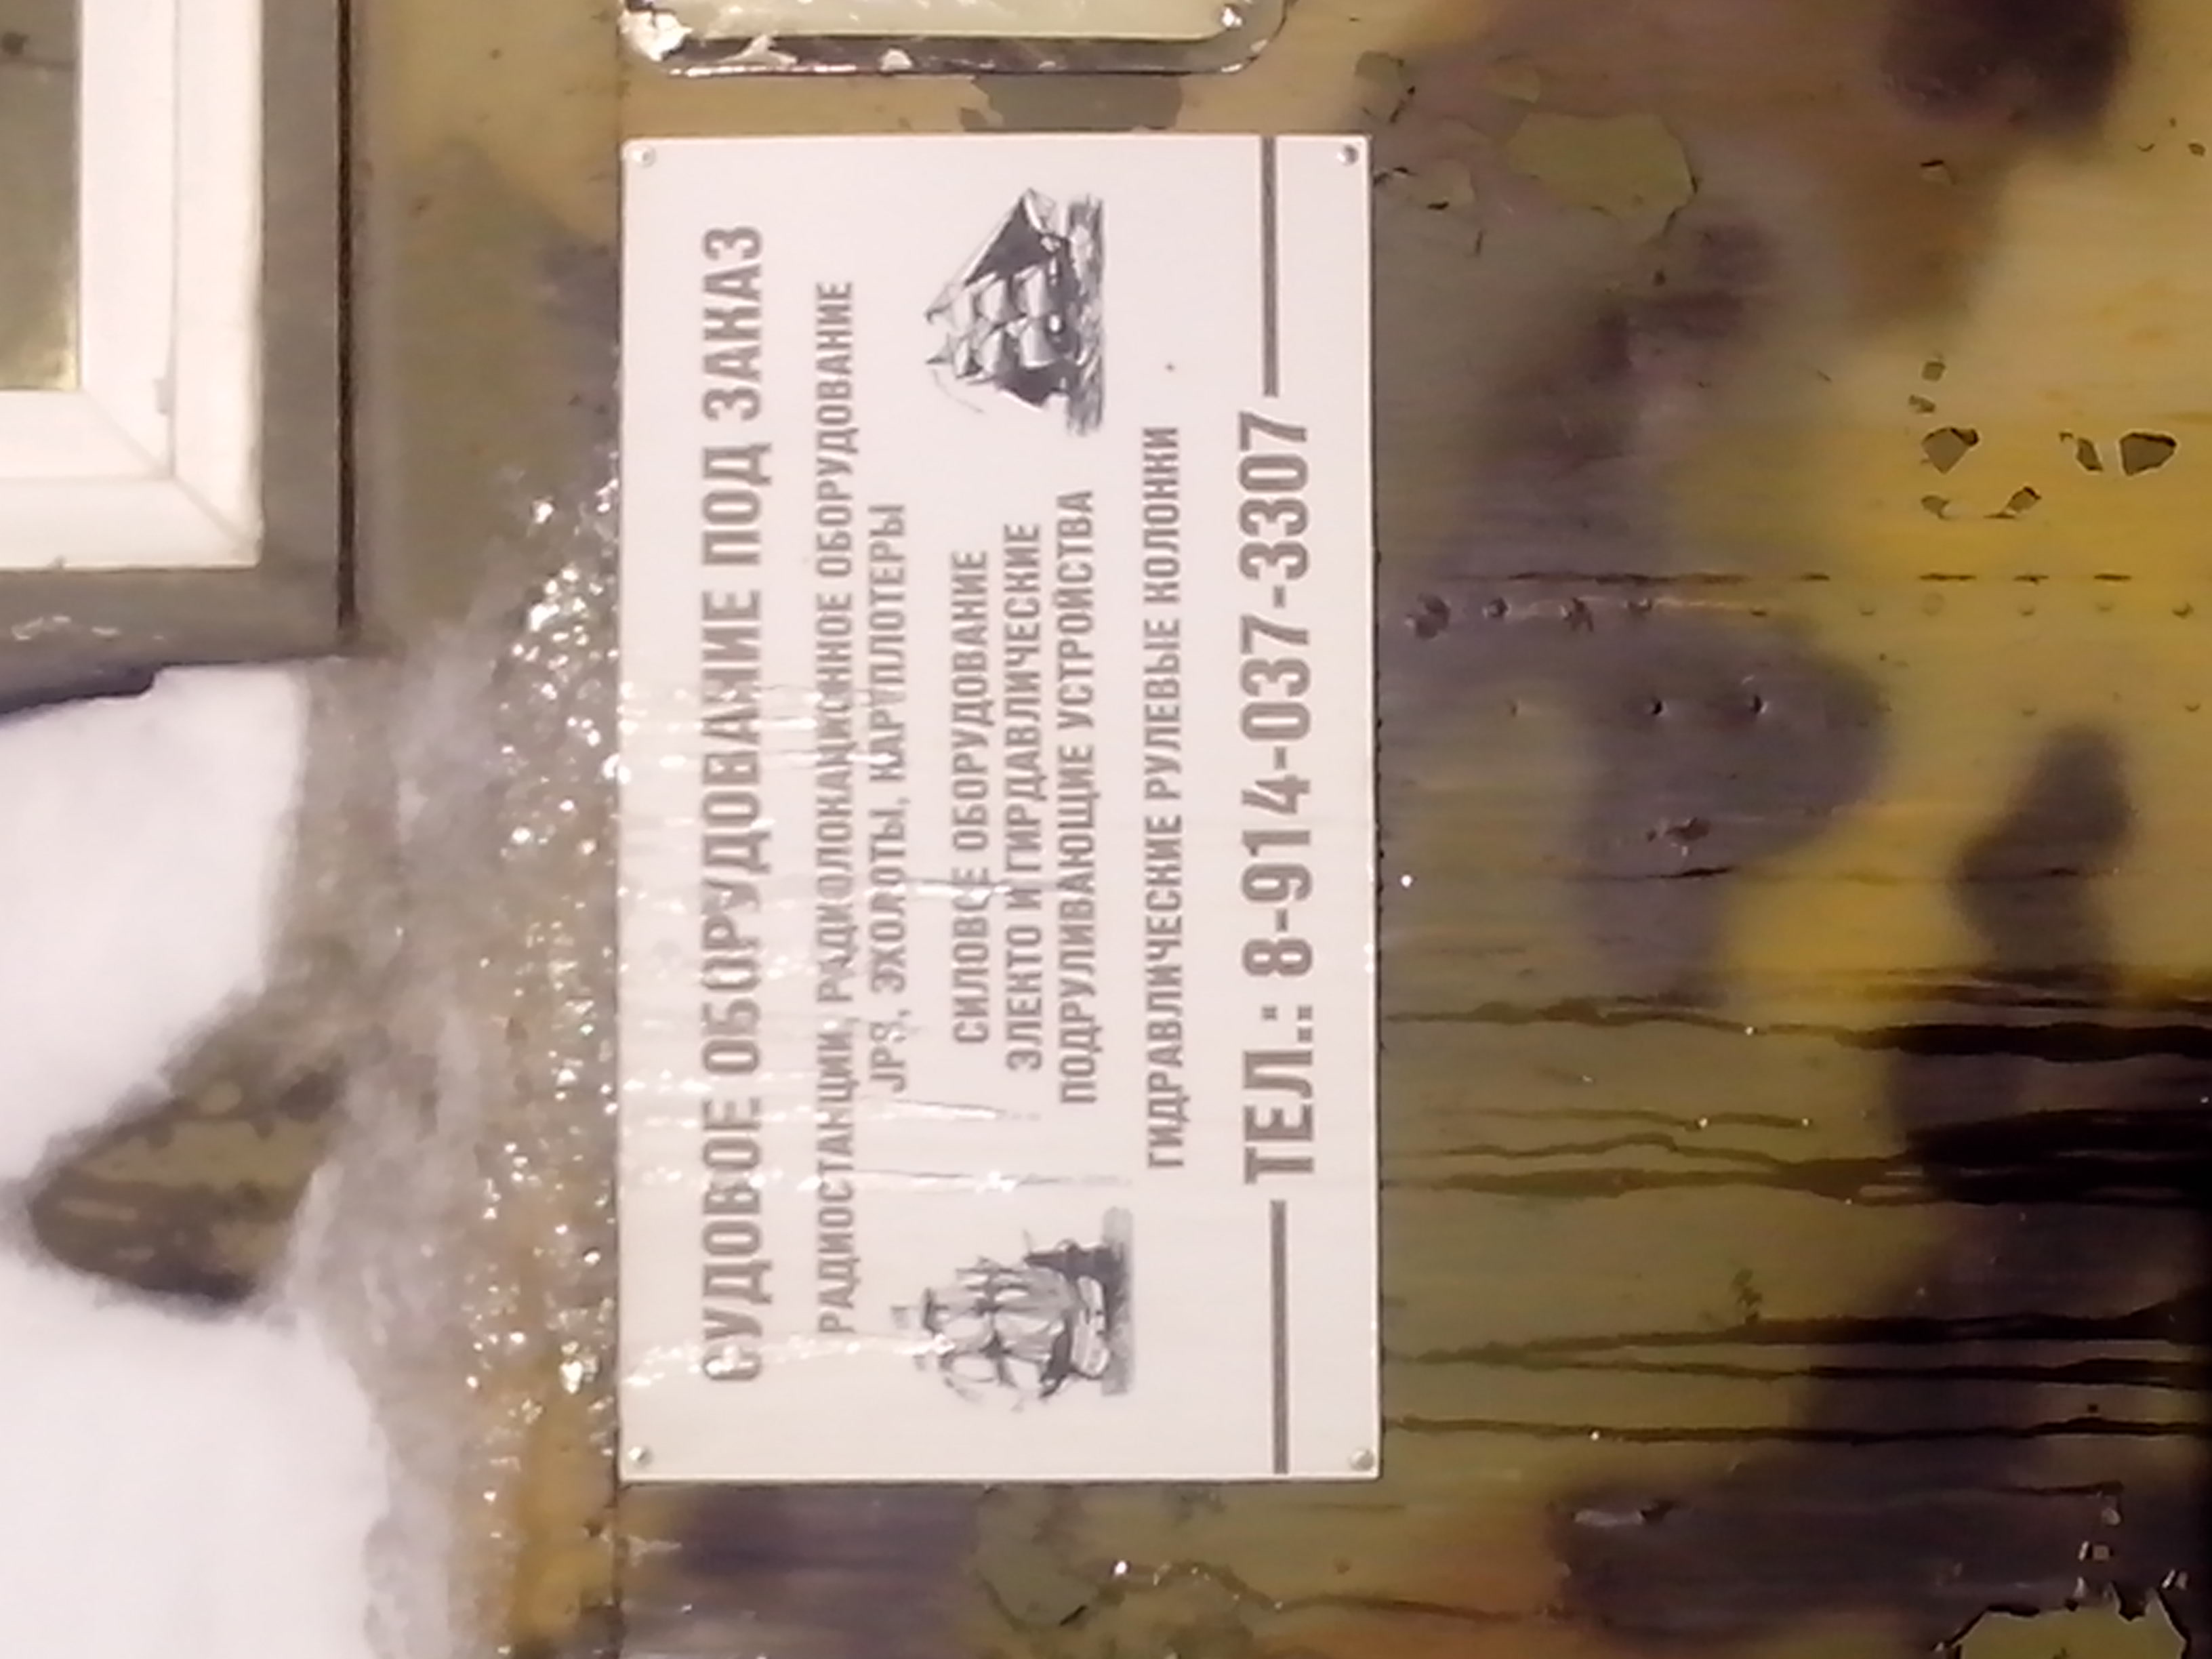 СУДОВОЕ ОБОРУДОВАНИЕ ПОД ЗАКАЗ
РАДИОСТАНЦИИ, РАДИОЛОКАЦИОННОЕ ОБОРУДОВАНИЕ
JPS, ЭХОЛОТЫ, КАРТПЛОТЕРЫ
СИЛОВОЕ ОБОРУДОВАНИЕ
ЭЛЕКТО И ГИРДАВЛИЧЕСКИЕ
ПОДРУЛИВАЮЩИЕ УСТРОЙСТВА
ГИДРАВЛИЧЕСКИЕ РУЛЕВЫЕ КОЛОНКИ
ТЕЛ.: 8-914-037-3307